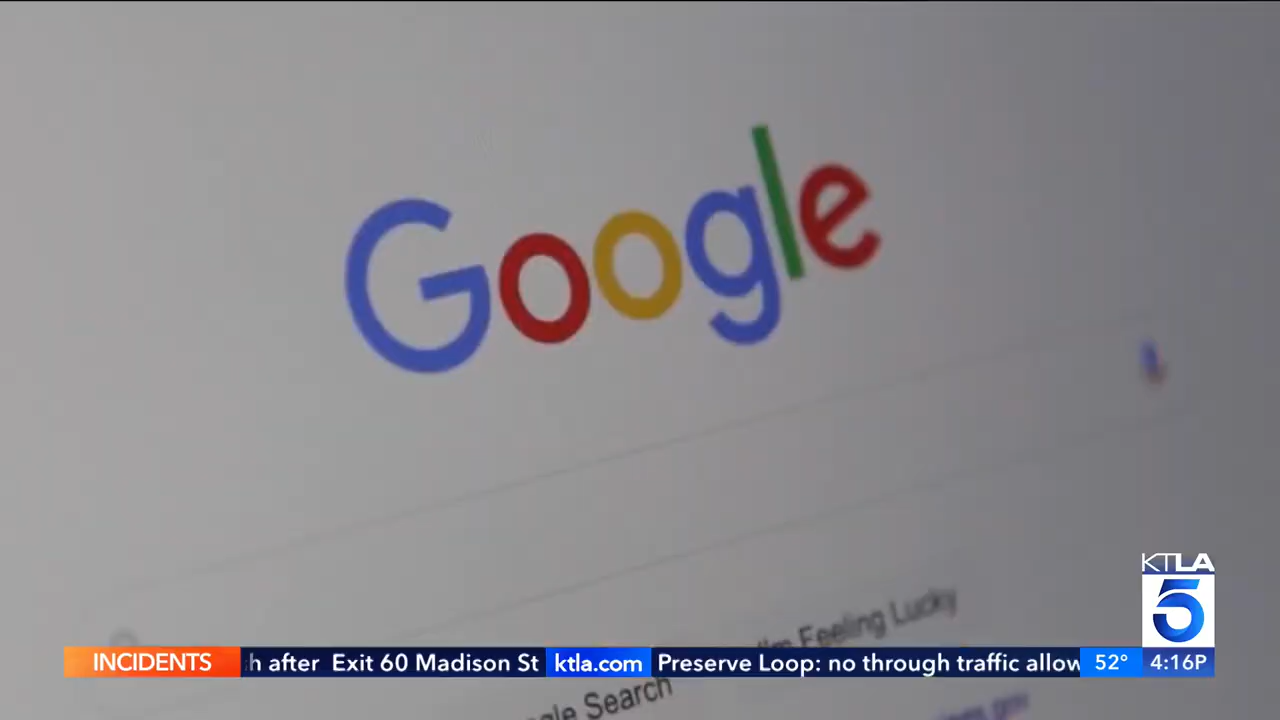 Google
I'm Feeling Lucky
gle Search
KTLA
5
INCIDENTS
h after Exit 60 Madison St
ktla.com
Preserve Loop: no through traffic allow
52°
4:16P